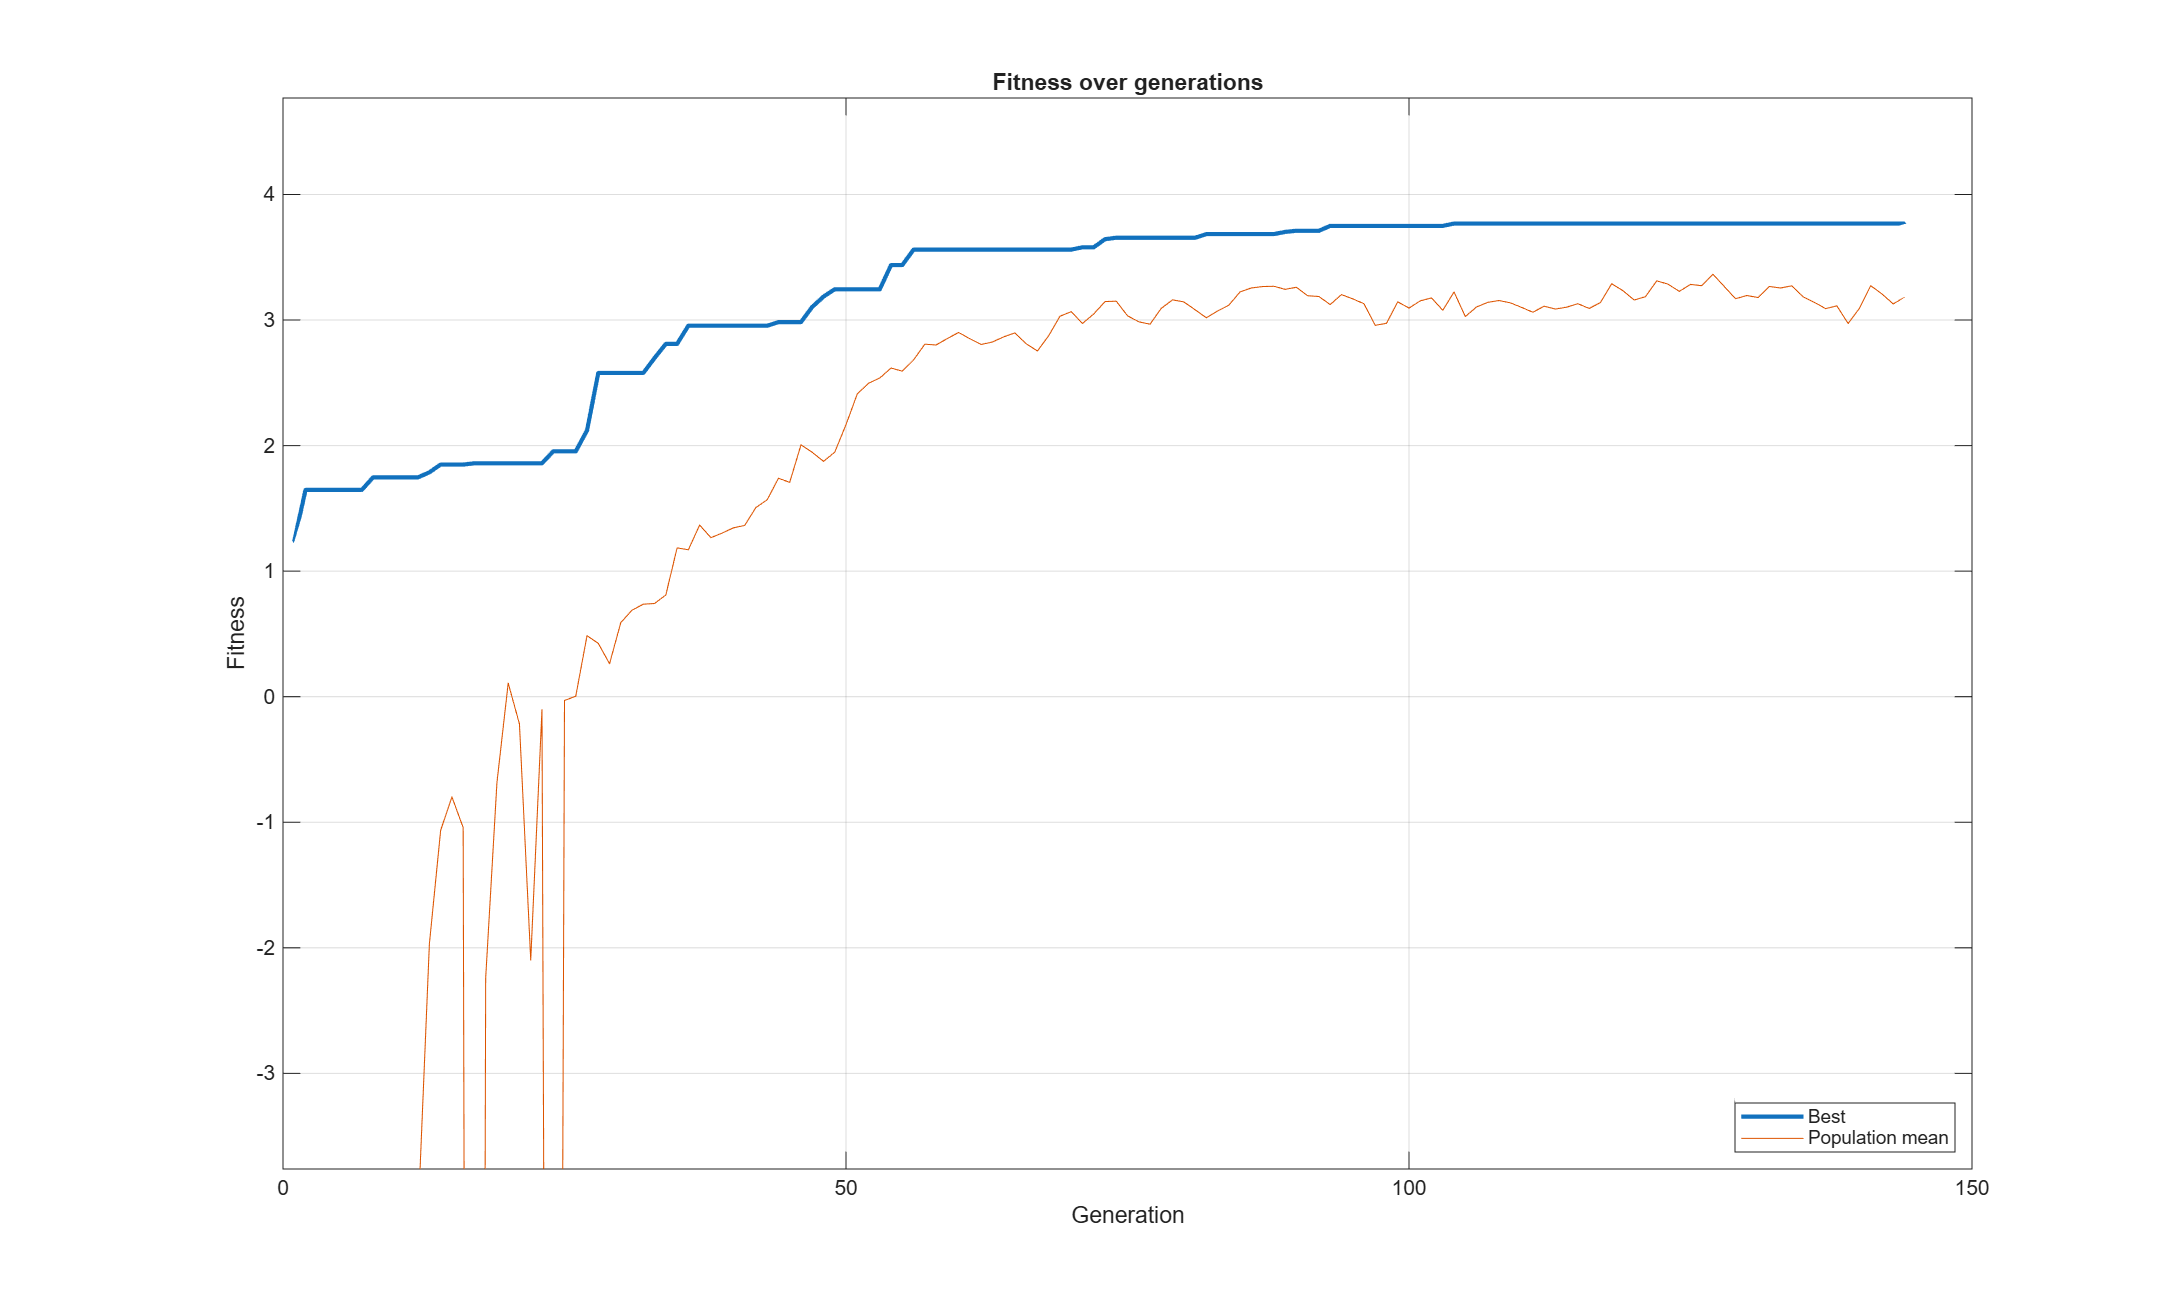 Fitness over generations
4
3
2
1
0
-1
-2
-3
Fitness
0
50
100
150
Generation
Best
Population mean